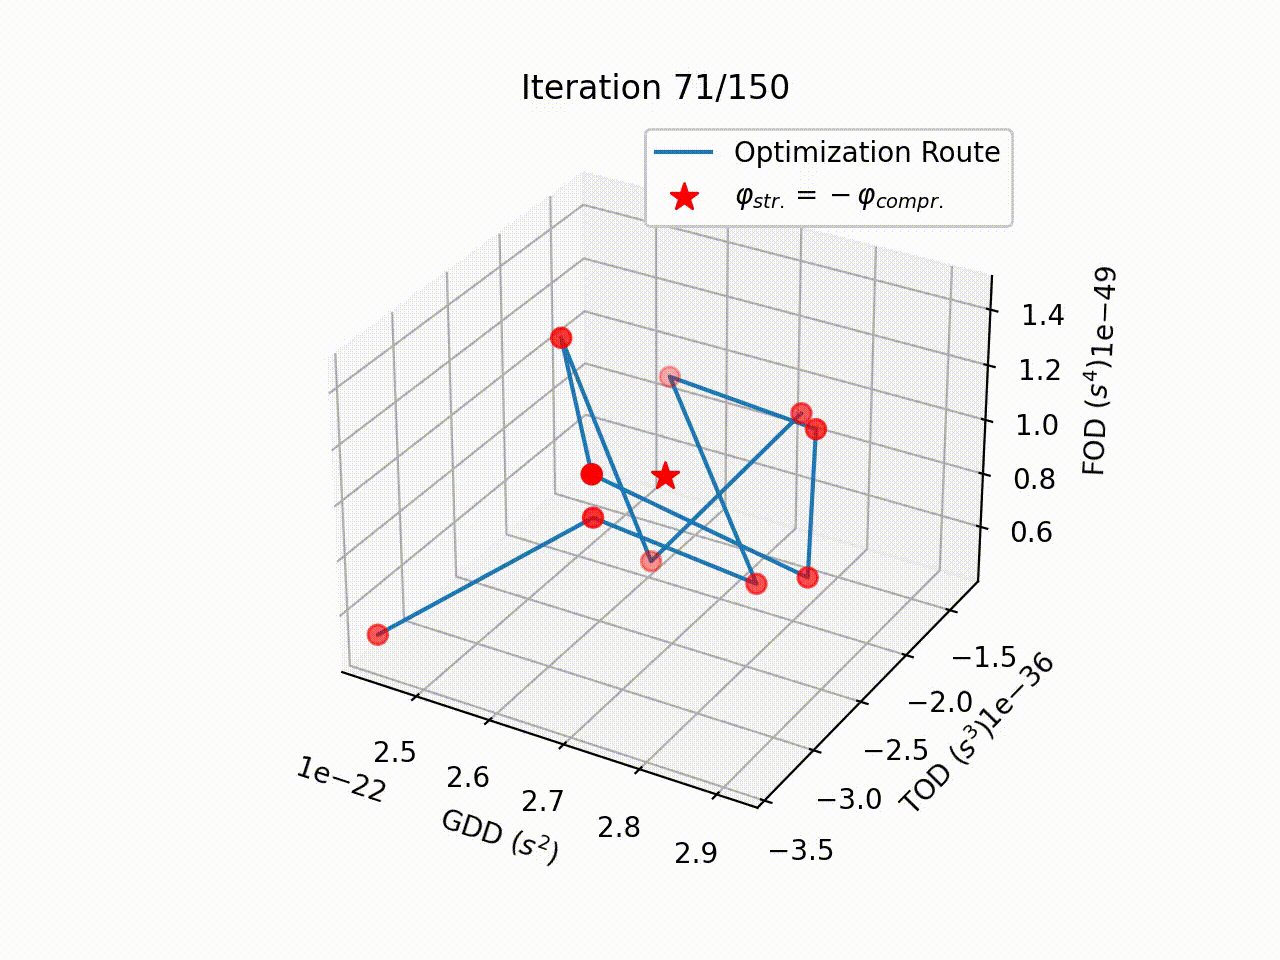 Iteration 71/150
Optimization Route
φstr. = − φcompr.
1.4
1.2
1.0
0.8
0.6
FOD (s⁴)1e−49
−1.5
−2.0
−2.5
−3.0
−3.5
TOD (s³)1e−36
2.5
2.6
2.7
2.8
2.9
1e−22
GDD (s²)